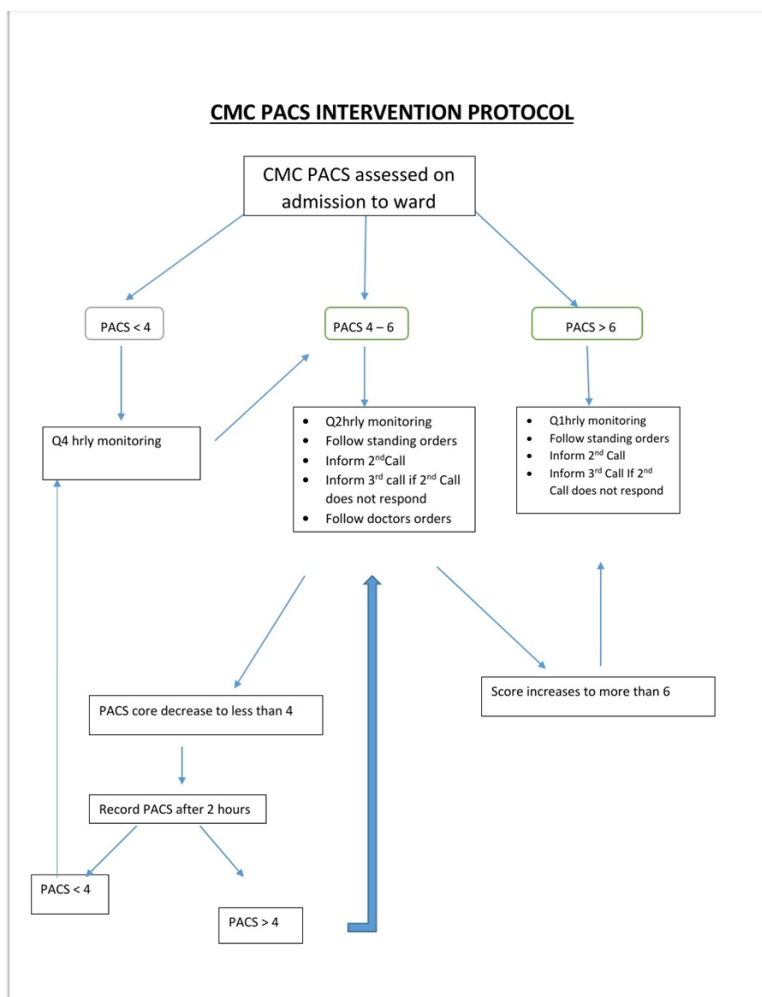 CMC PACS INTERVENTION PROTOCOL
CMC PACS assessed on
admission to ward
PACS < 4
PACS 4 – 6
PACS > 6
Q4 hrly monitoring
• Q2hrly monitoring
• Follow standing orders
• Inform 2ndCall
• Inform 3rd call if 2nd Call
does not respond
• Follow doctors orders
• Q1hrly monitoring
• Follow standing orders
• Inform 2nd Call
• Inform 3rd Call If 2nd
Call does not respond
PACS core decrease to less than 4
Score increases to more than 6
Record PACS after 2 hours
PACS < 4
PACS > 4